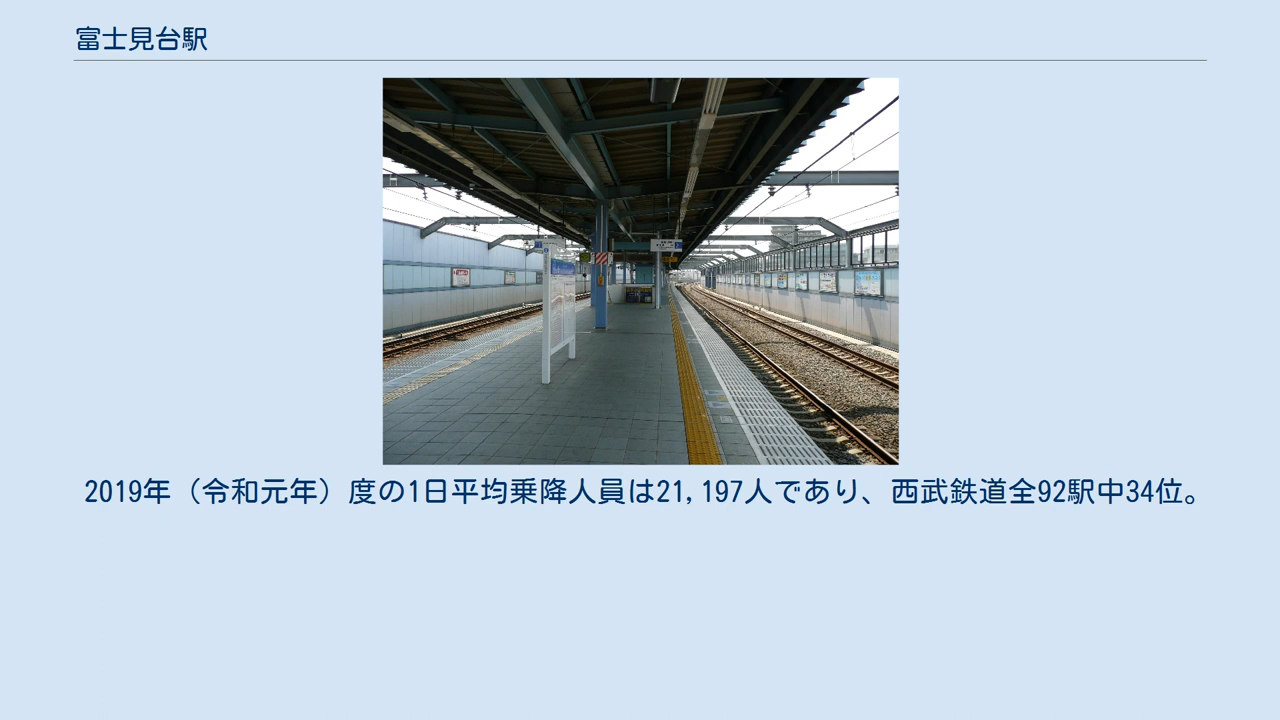 富士見台駅
2019年（令和元年）度の1日平均乗降人員は21,197人であり、西武鉄道全92駅中34位。